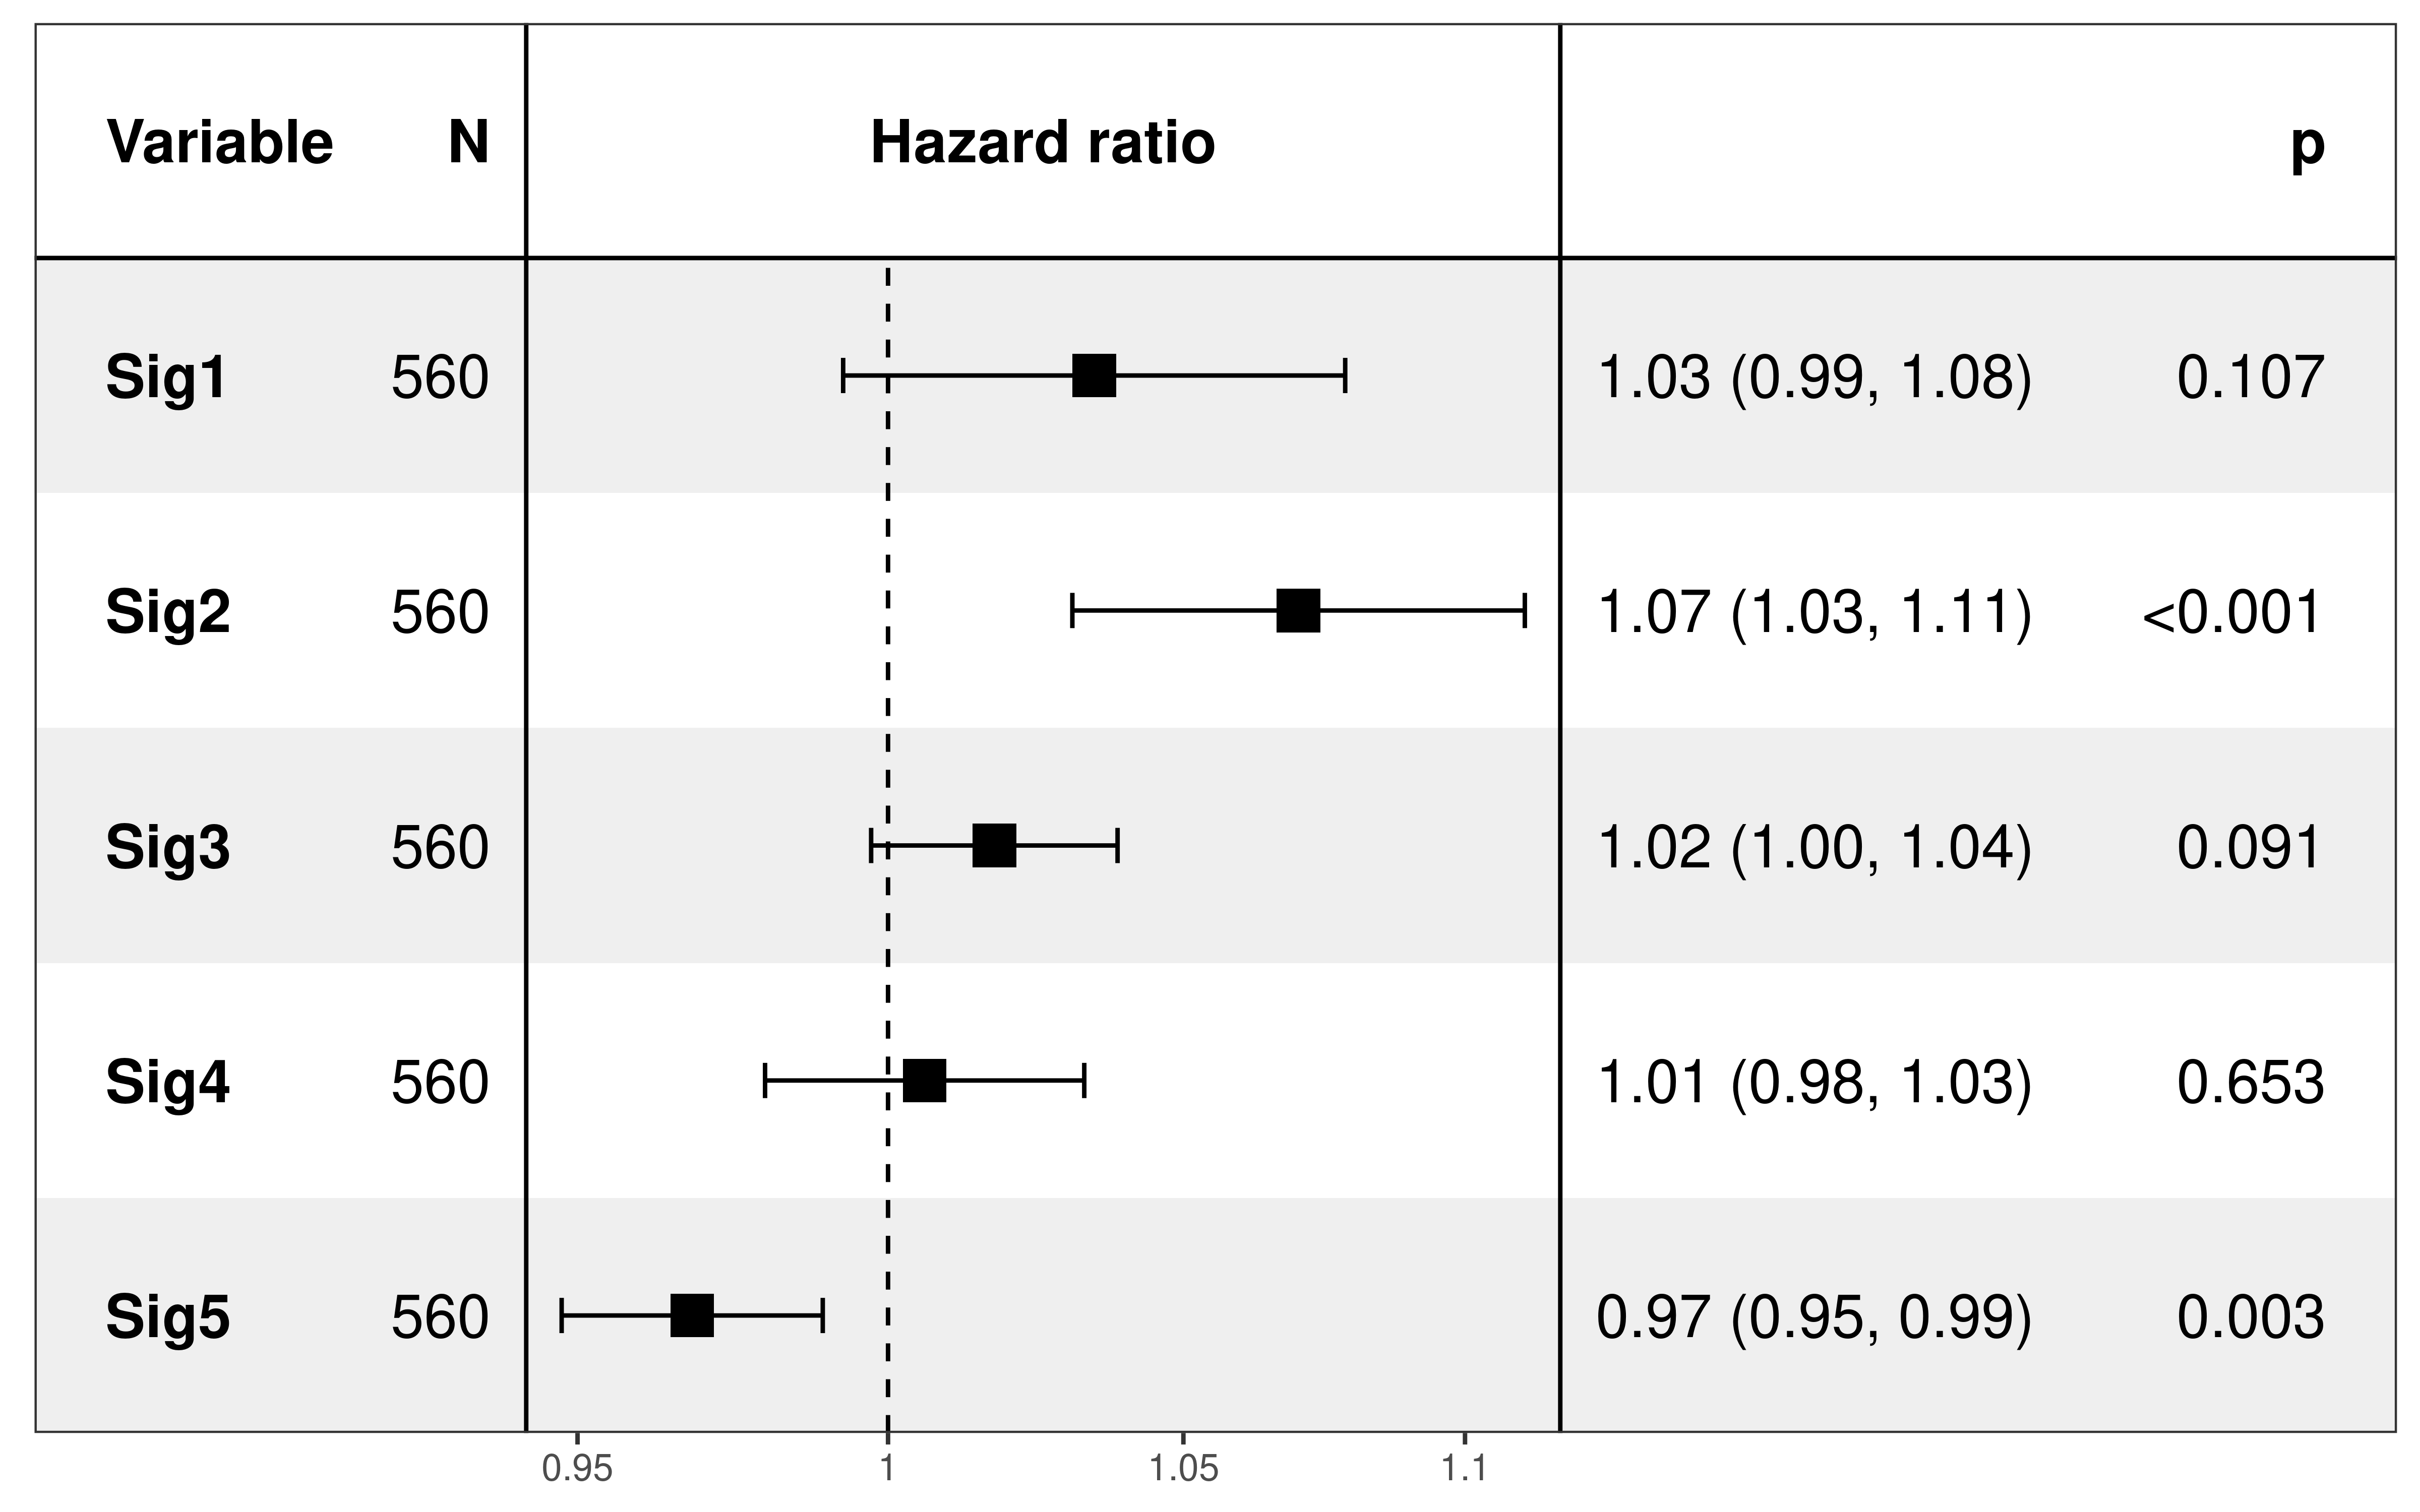 Variable N Hazard ratio p
Sig1 560 1.03 (0.99, 1.08) 0.107
Sig2 560 1.07 (1.03, 1.11) <0.001
Sig3 560 1.02 (1.00, 1.04) 0.091
Sig4 560 1.01 (0.98, 1.03) 0.653
Sig5 560 0.97 (0.95, 0.99) 0.003
0.95 1 1.05 1.1